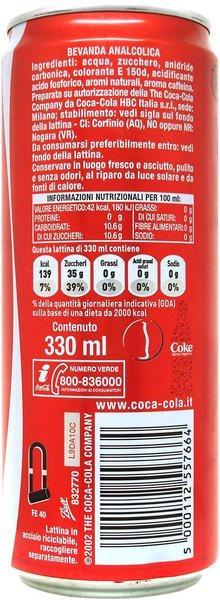 BEVANDA ANALCOLICA
Ingredienti: acqua, zucchero, anidride
carbonica, colorante E 150d, acidificante
acido fosforico, aromi naturali, aroma caffeina.
Preparata su autorizzazione della The Coca-Cola
Company da Coca-Cola HBC Italia s.r.l., sede:
Milano; stabilimento: vedi sigla sul fondo
della lattina - CI: Corfinio (AQ), NO oppure NR:
Nogara (VR).
Da consumarsi preferibilmente entro: vedi
fondo della lattina.
Conservare in luogo fresco e asciutto, pulito
e senza odori, al riparo da luce solare e da
fonti di calore.
INFORMAZIONI NUTRIZIONALI PER 100 ml:
VALORE ENERGETICO: 42 kcal, 180 kJ GRASSI: 0 g
PROTEINE: 0 g DI CUI SATURI: 0 g
CARBOIDRATI: 10.6 g FIBRE ALIMENTARI: 0 g
DI CUI ZUCCHERI: 10.6 g SODIO: 0 g
Questa lattina di 330 ml contiene
kcal Zuccheri Grassi Acidi grassi saturi Sodio
139 35 g 0 g 0 g 0 g
7% 39% 0% 0% 0%
% della quantità giornaliera indicativa (GDA)
sulla base di una dieta da 2000 kcal
Contenuto
330 ml
Coke
NUMERO VERDE
800-836000
INFORMAZIONI AI CONSUMATORI
www.coca-cola.it
L9DA10C
Ball
832770
©2002 THE COCA-COLA COMPANY
5 000112 557664
FE 40
Lattina in
acciaio riciclabile,
raccogliere
separatamente.